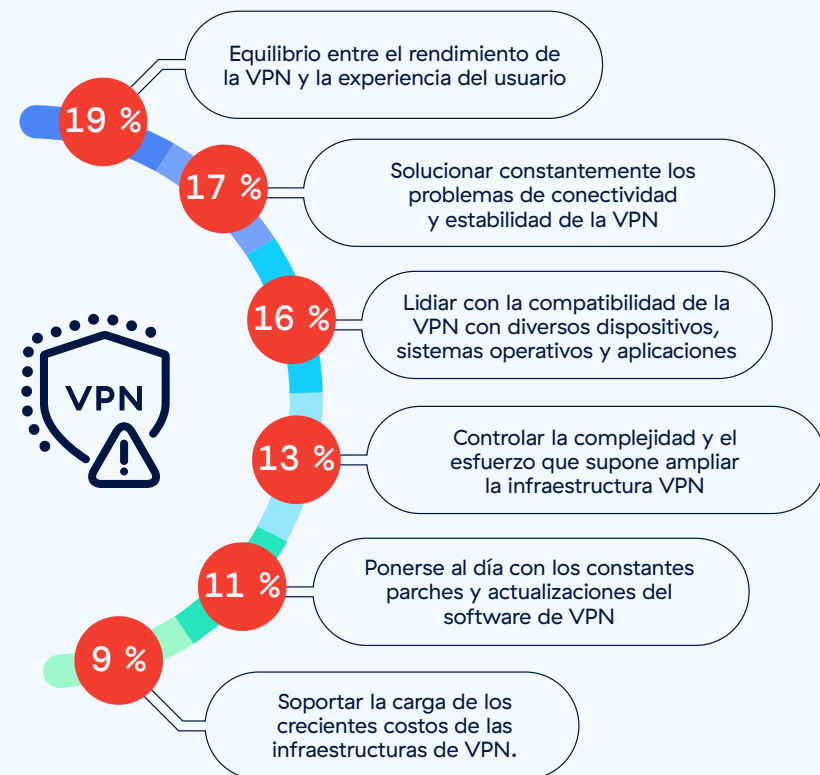 19 %
Equilibrio entre el rendimiento de
la VPN y la experiencia del usuario
17 %
Solucionar constantemente los
problemas de conectividad
y estabilidad de la VPN
16 %
Lidiar con la compatibilidad de la
VPN con diversos dispositivos,
sistemas operativos y aplicaciones
VPN
13 %
Controlar la complejidad y el
esfuerzo que supone ampliar
la infraestructura VPN
11 %
Ponerse al día con los constantes
parches y actualizaciones del
software de VPN
9 %
Soportar la carga de los
crecientes costos de las
infraestructuras de VPN.